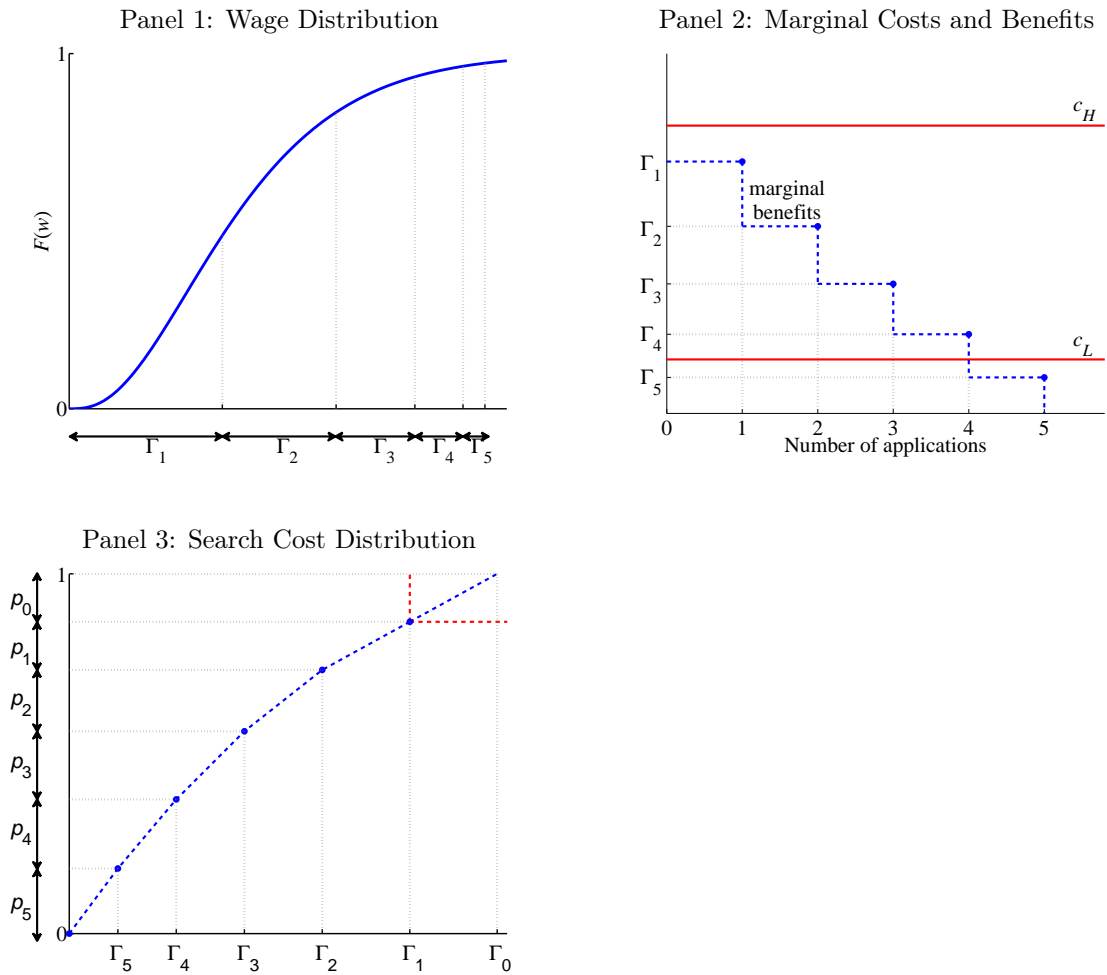 Panel 1: Wage Distribution
1
F(w)
0
Γ1 Γ2 Γ3 Γ4 Γ5
Panel 2: Marginal Costs and Benefits
cH
Γ1
marginal
benefits
Γ2
Γ3
Γ4
cL
Γ5
0 1 2 3 4 5
Number of applications
Panel 3: Search Cost Distribution
1
p0
p1
p2
p3
p4
p5
0
Γ5 Γ4 Γ3 Γ2 Γ1 Γ0